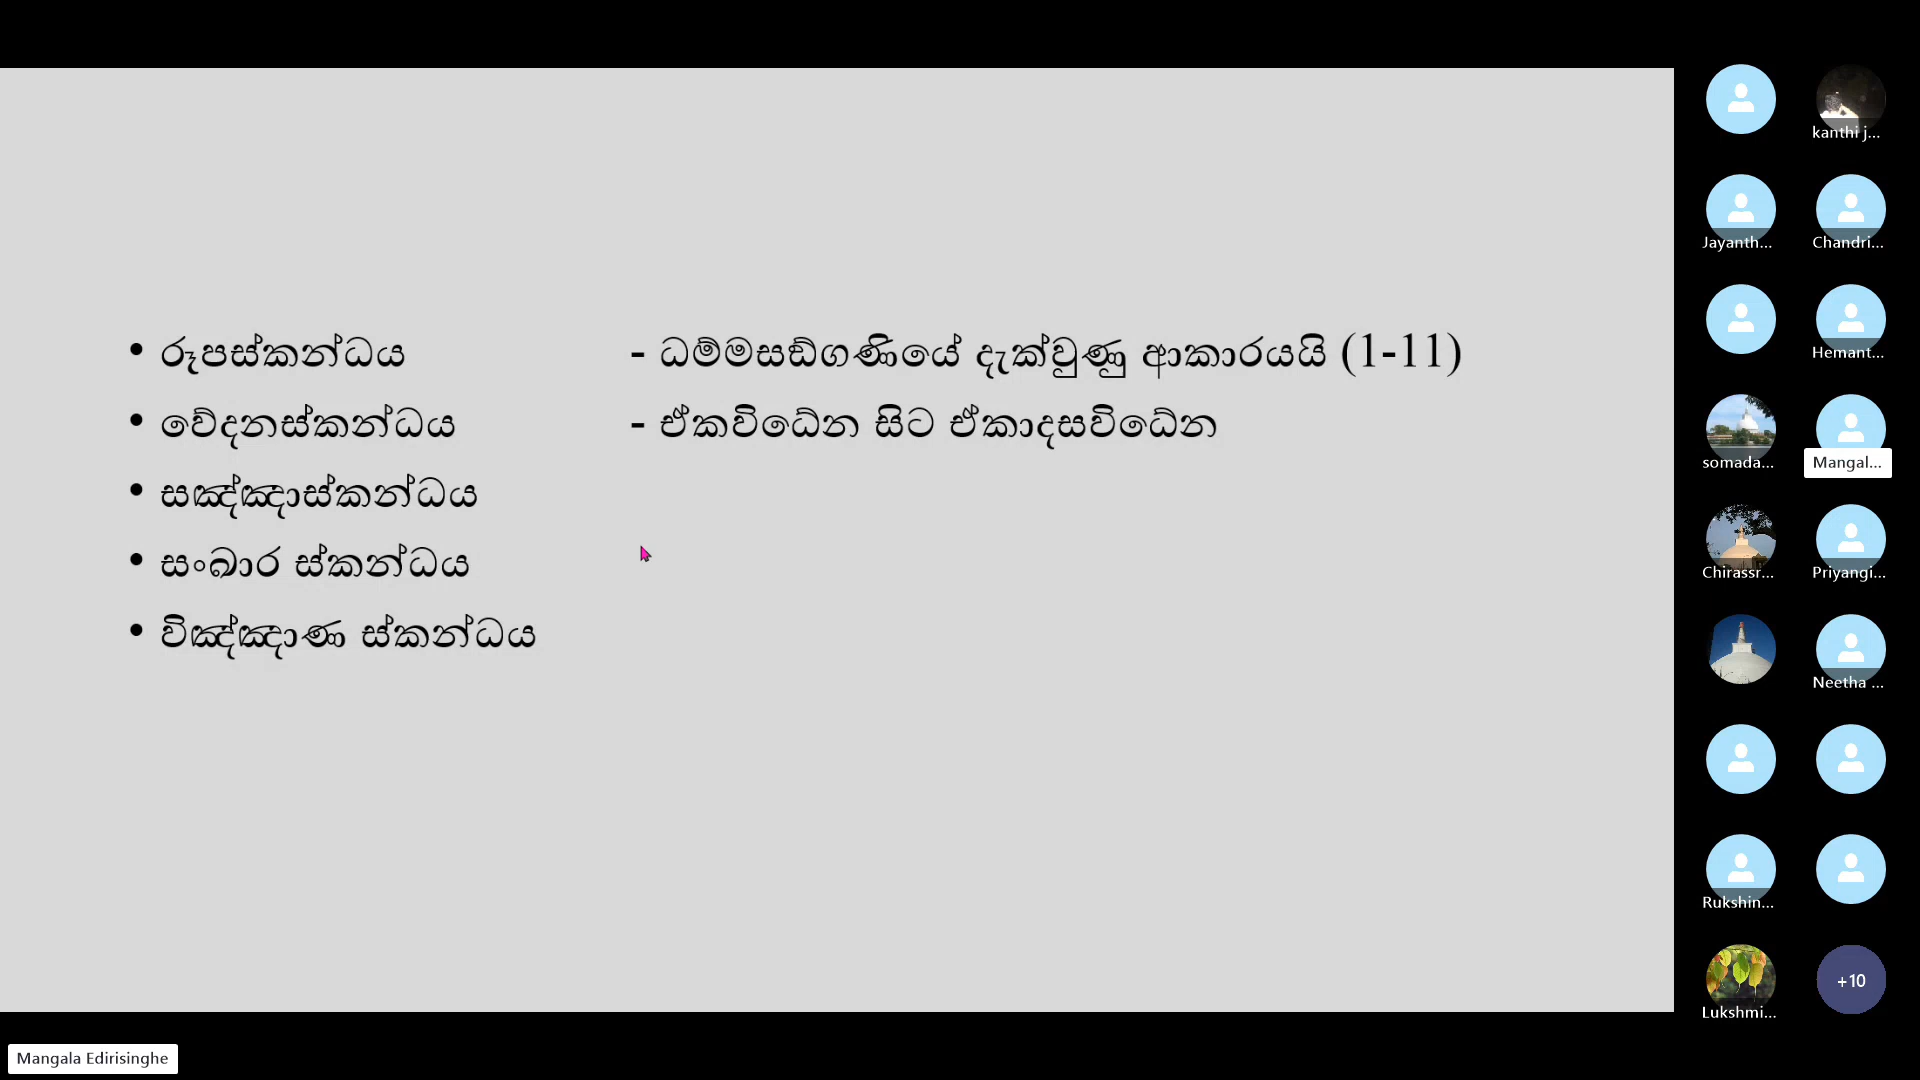 • රූපස්කන්ධය - ධම්මසඞ්ගණියේ දැක්වුණු ආකාරයයි (1-11)
• වේදනස්කන්ධය - ඒකවිධේන සිට ඒකාදසවිධේන
• සඤ්ඤාස්කන්ධය
• සංඛාර ස්කන්ධය
• විඤ්ඤාණ ස්කන්ධය
kanthi j...
Jayanth... Chandri...
Hemant...
somada... Mangal...
Chirassr... Priyangi...
Neetha ...
Rukshin...
Lukshmi... +10
Mangala Edirisinghe